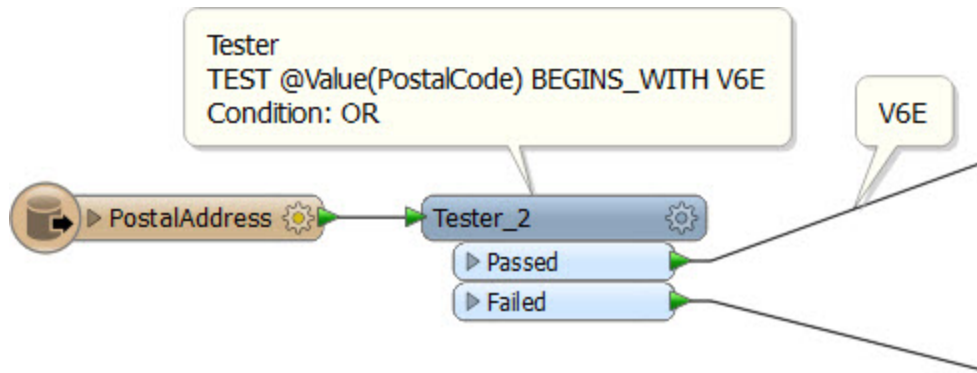 Tester
TEST @Value(PostalCode) BEGINS_WITH V6E
Condition: OR
V6E
PostalAddress
Tester_2
Passed
Failed